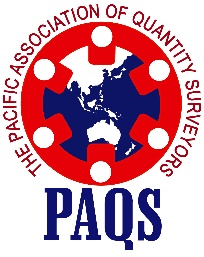 THE PACIFIC ASSOCIATION OF QUANTITY SURVEYORS
PAQS